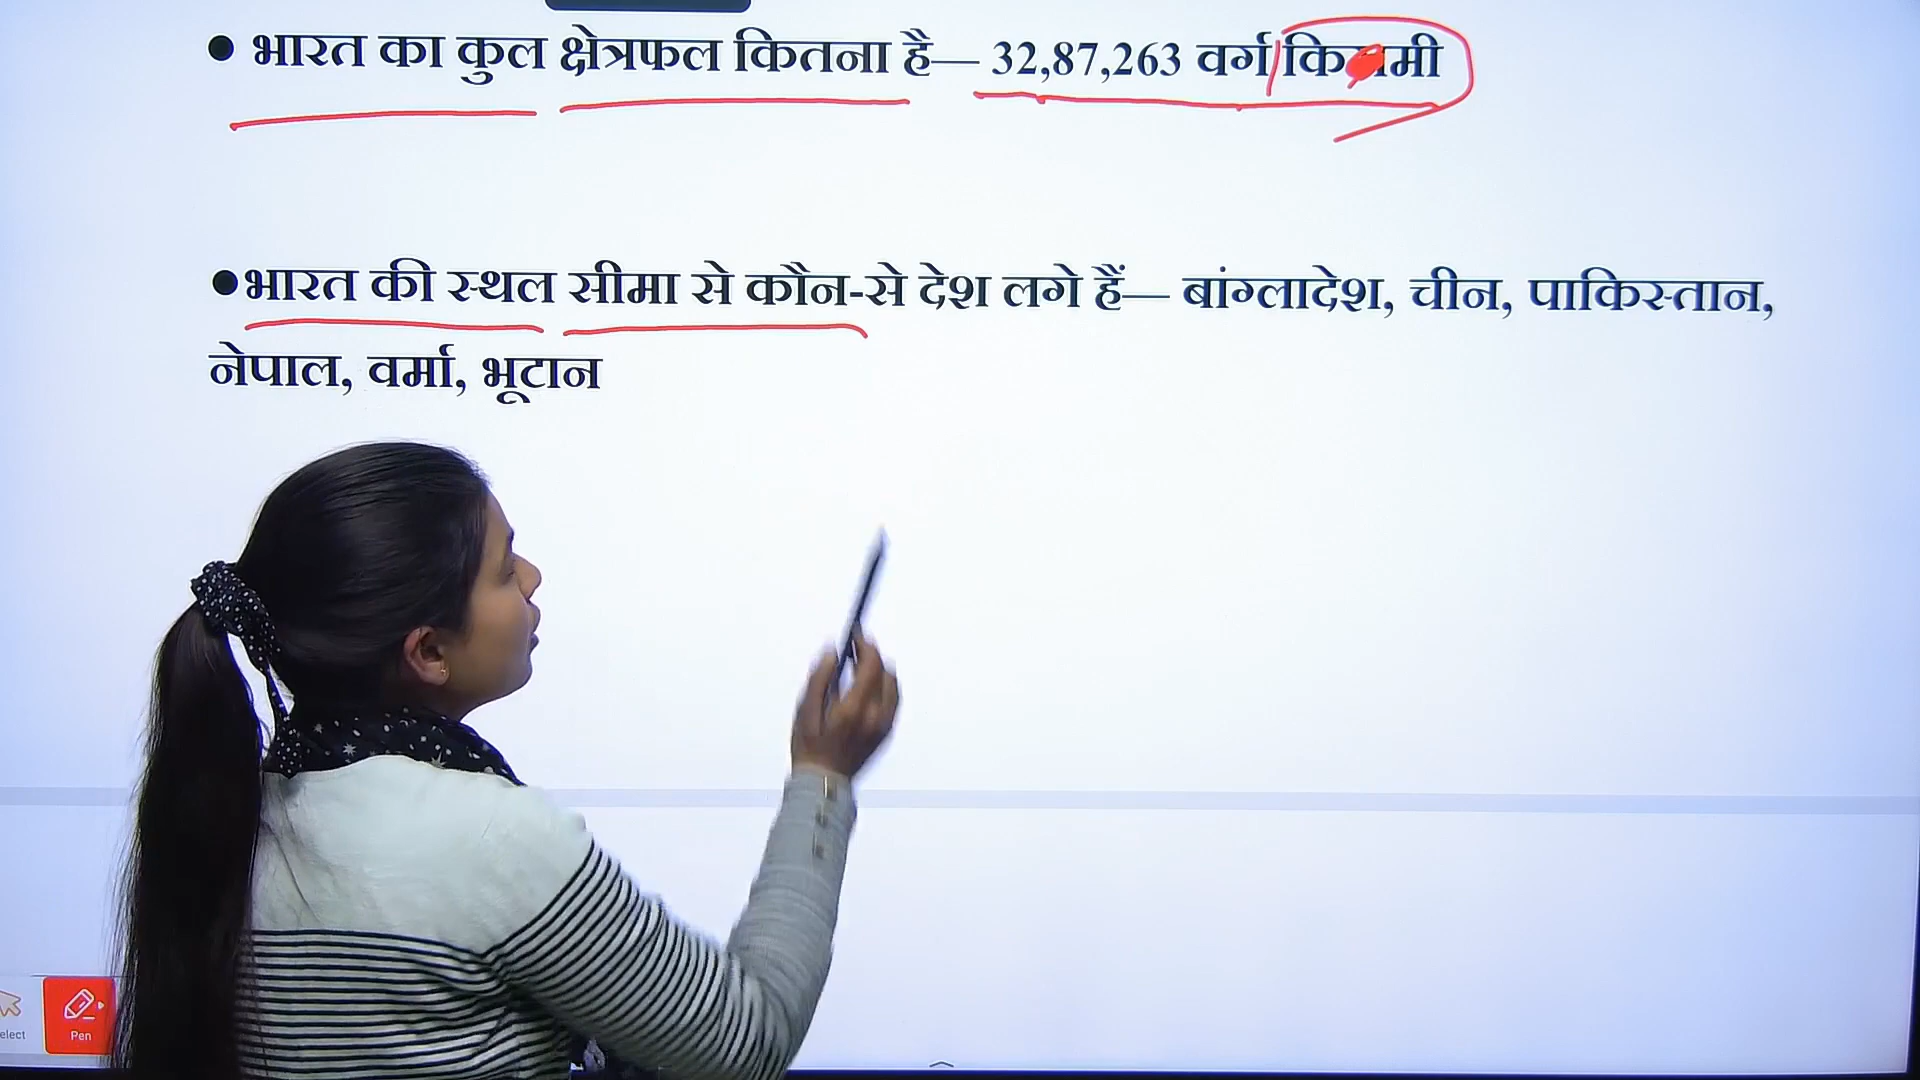 ● भारत का कुल क्षेत्रफल कितना है— 32,87,263 वर्ग
●भारत की स्थल सीमा से कौन-से देश लगे हैं— बांग्लादेश, चीन, पाकिस्तान,
नेपाल, वर्मा, भूटान
Pen